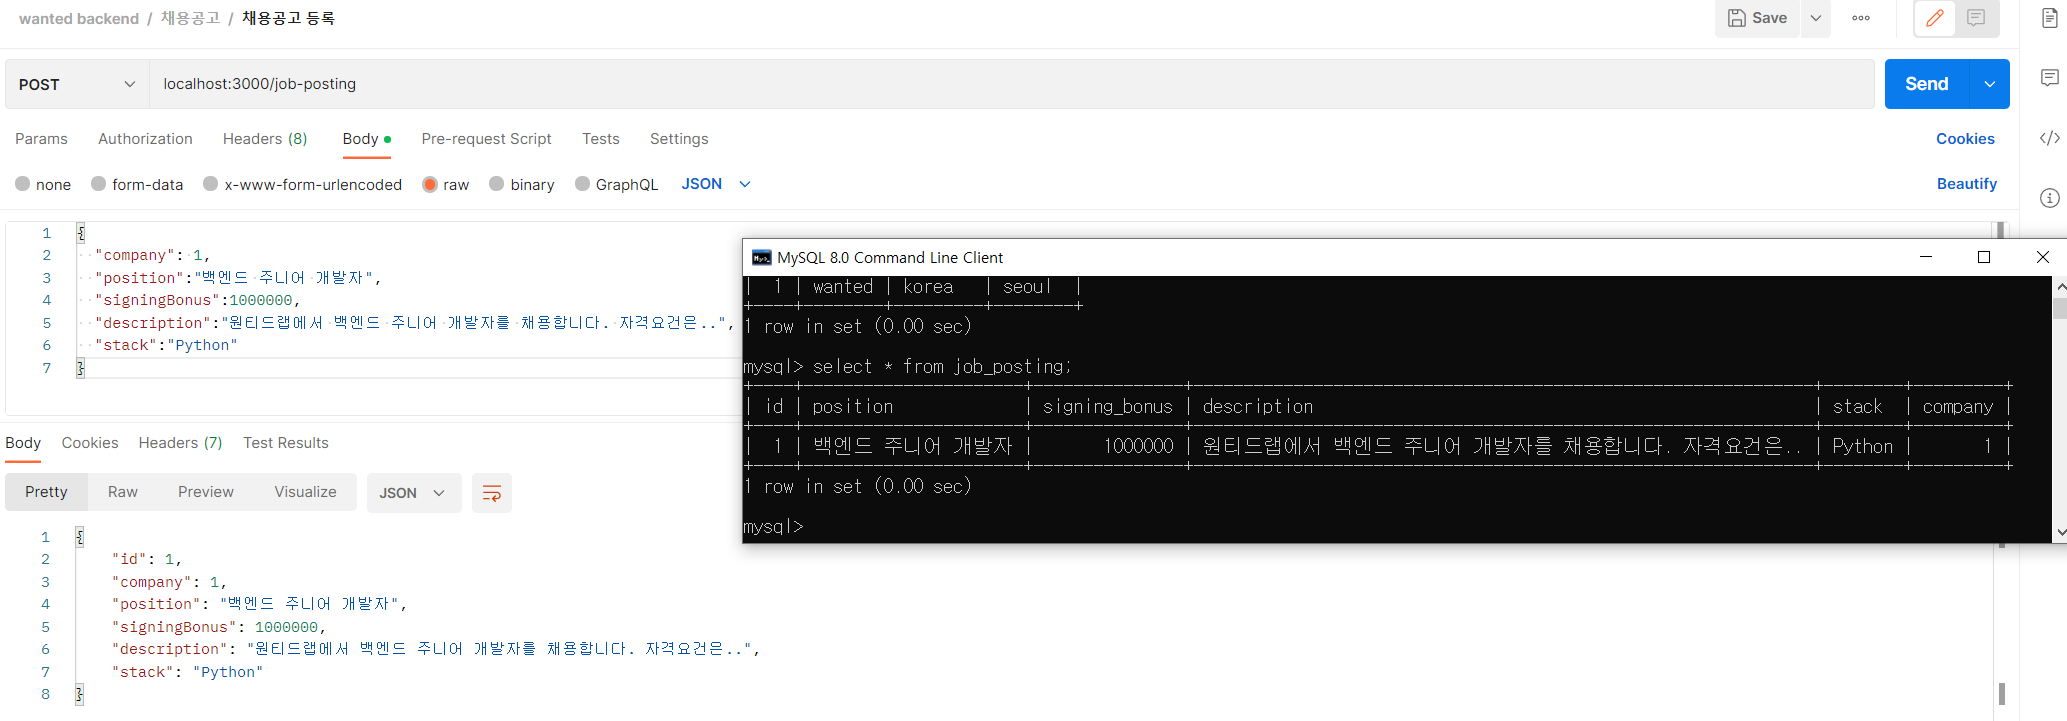 wanted backend / 채용공고 / 채용공고 등록
Save
POST
localhost:3000/job-posting
Send
Params Authorization Headers (8) Body Pre-request Script Tests Settings
Cookies
none form-data x-www-form-urlencoded raw binary GraphQL JSON
Beautify
1 {
2 "company": 1,
3 "position":"백엔드 주니어 개발자",
4 "signingBonus":1000000,
5 "description":"원티드랩에서 백엔드 주니어 개발자를 채용합니다. 자격요건은..",
6 "stack":"Python"
7 }
MySQL 8.0 Command Line Client
| 1 | wanted | korea | seoul |
+----+--------+---------+--------+
1 row in set (0.00 sec)
mysql> select * from job_posting;
| id | position | signing_bonus | description | stack | company |
| 1 | 백엔드 주니어 개발자 | 1000000 | 원티드랩에서 백엔드 주니어 개발자를 채용합니다. 자격요건은.. | Python | 1 |
1 row in set (0.00 sec)
mysql>
Body Cookies Headers (7) Test Results
Pretty Raw Preview Visualize JSON
1 {
2 "id": 1,
3 "company": 1,
4 "position": "백엔드 주니어 개발자",
5 "signingBonus": 1000000,
6 "description": "원티드랩에서 백엔드 주니어 개발자를 채용합니다. 자격요건은..",
7 "stack": "Python"
8 }